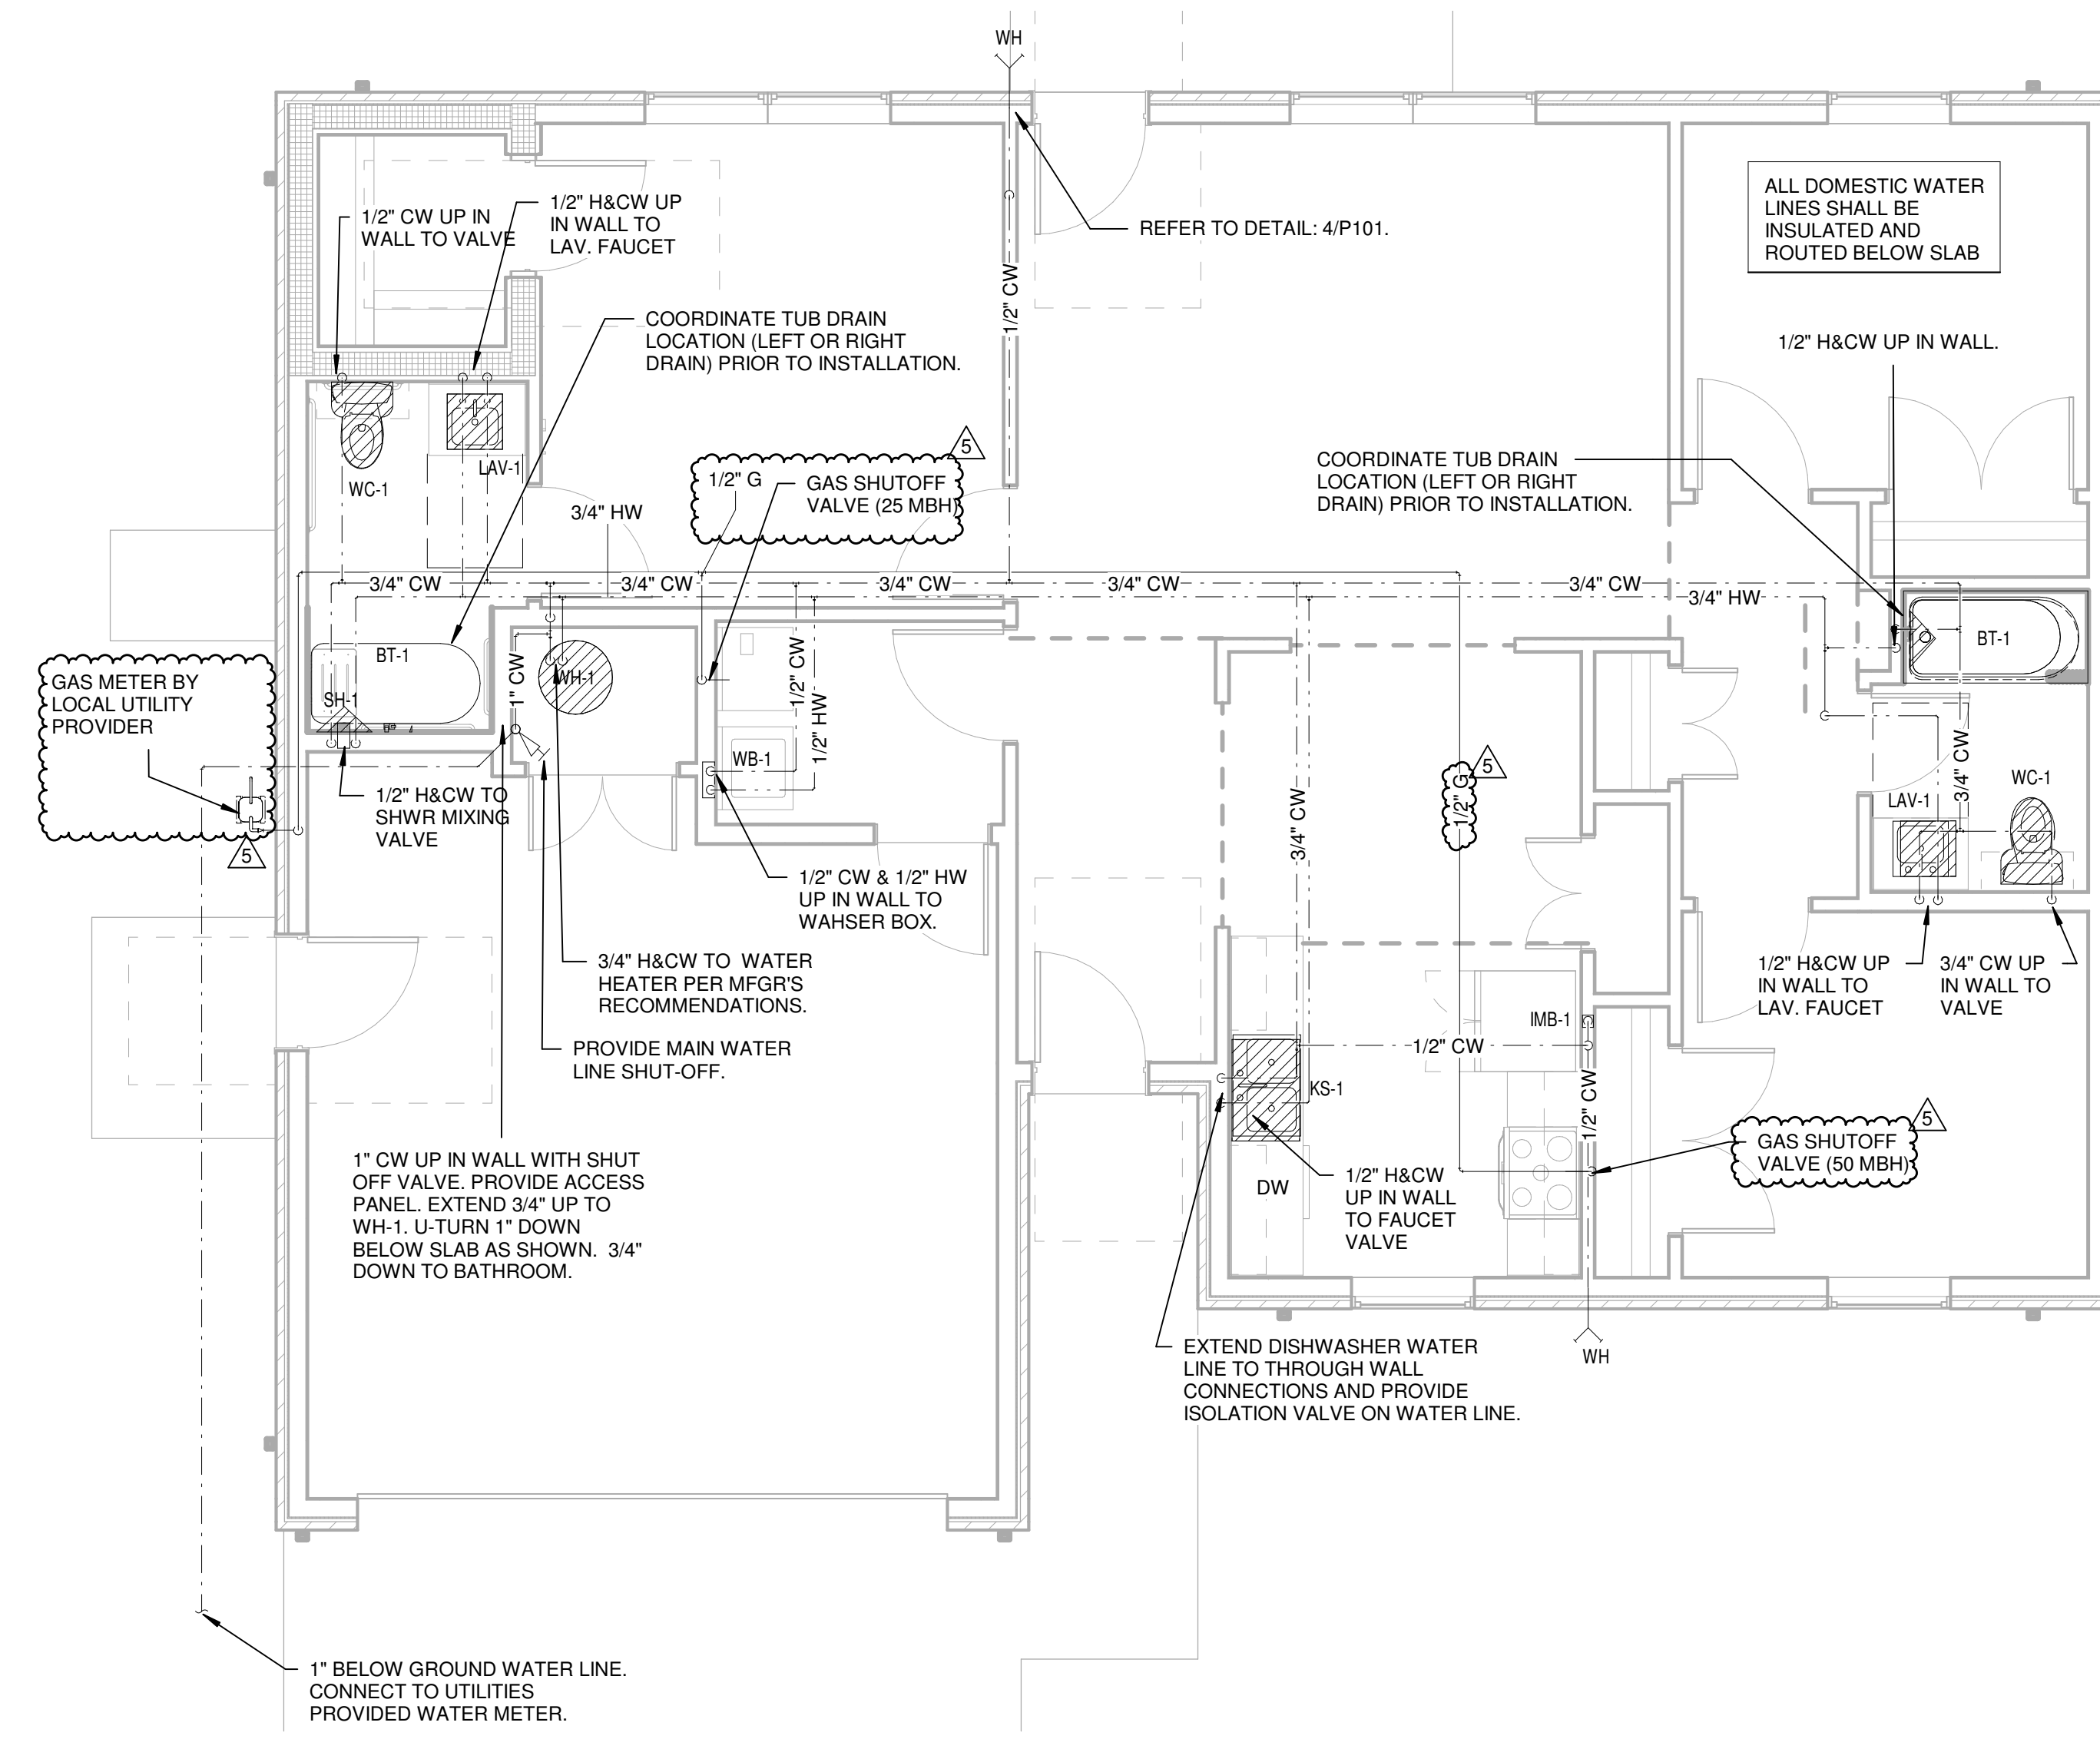 WH
1/2" CW UP IN
WALL TO VALVE
1/2" H&CW UP
IN WALL TO
LAV. FAUCET
REFER TO DETAIL: 4/P101.
ALL DOMESTIC WATER
LINES SHALL BE
INSULATED AND
ROUTED BELOW SLAB
1/2" CW
COORDINATE TUB DRAIN
LOCATION (LEFT OR RIGHT
DRAIN) PRIOR TO INSTALLATION.
1/2" H&CW UP IN WALL.
5
1/2" G
GAS SHUTOFF
VALVE (25 MBH)
COORDINATE TUB DRAIN
LOCATION (LEFT OR RIGHT
DRAIN) PRIOR TO INSTALLATION.
LAV-1
WC-1
3/4" HW
3/4" CW
3/4" CW
3/4" CW
3/4" CW
3/4" CW
3/4" HW
BT-1
BT-1
SH-1
1" CW
WH-1
1/2" CW
1/2" HW
GAS METER BY
LOCAL UTILITY
PROVIDER
5
WB-1
1/2" H&CW TO
SHWR MIXING
VALVE
3/4" CW
1/2" G
5
3/4" CW
WC-1
LAV-1
1/2" CW & 1/2" HW
UP IN WALL TO
WAHSER BOX.
3/4" H&CW TO WATER
HEATER PER MFGR'S
RECOMMENDATIONS.
PROVIDE MAIN WATER
LINE SHUT-OFF.
1/2" H&CW UP
IN WALL TO
LAV. FAUCET
3/4" CW UP
IN WALL TO
VALVE
IMB-1
1/2" CW
KS-1
1/2" CW
5
GAS SHUTOFF
VALVE (50 MBH)
1" CW UP IN WALL WITH SHUT
OFF VALVE. PROVIDE ACCESS
PANEL. EXTEND 3/4" UP TO
WH-1. U-TURN 1" DOWN
BELOW SLAB AS SHOWN. 3/4"
DOWN TO BATHROOM.
DW
1/2" H&CW
UP IN WALL
TO FAUCET
VALVE
EXTEND DISHWASHER WATER
LINE TO THROUGH WALL
CONNECTIONS AND PROVIDE
ISOLATION VALVE ON WATER LINE.
WH
1" BELOW GROUND WATER LINE.
CONNECT TO UTILITIES
PROVIDED WATER METER.